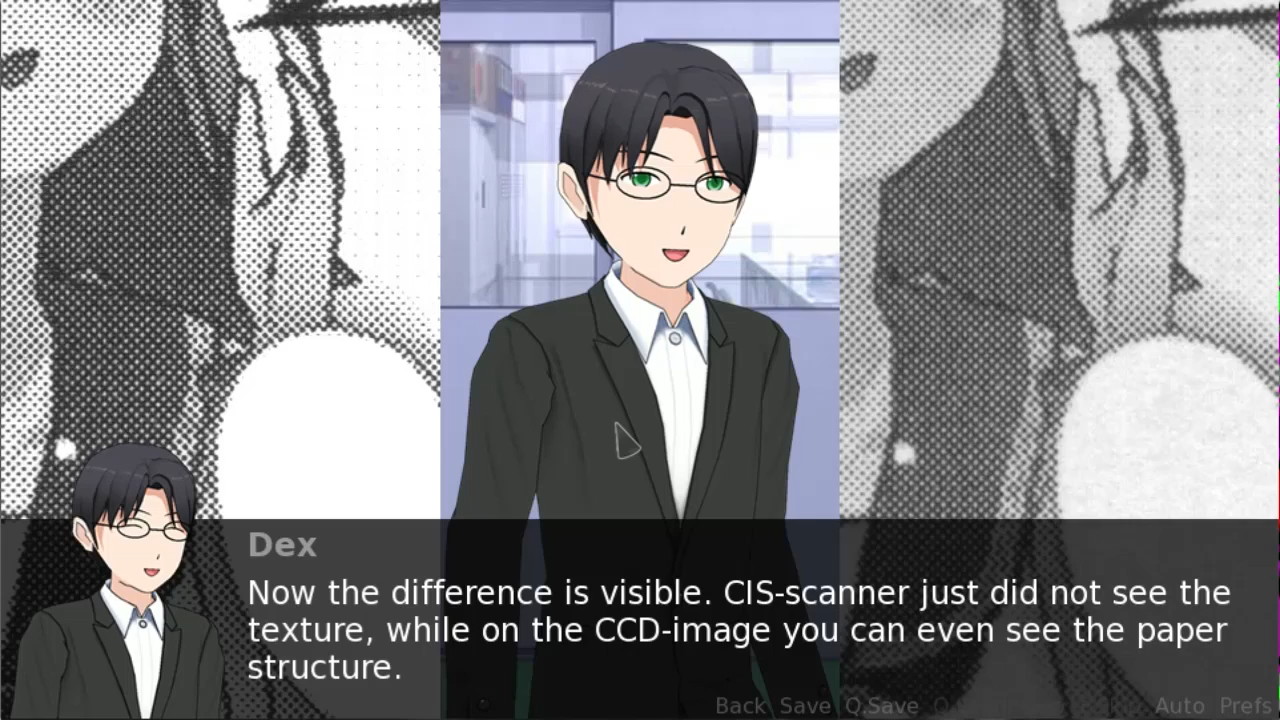 Dex
Now the difference is visible. CIS-scanner just did not see the
texture, while on the CCD-image you can even see the paper
structure.
Back Save Q.Save Auto Prefs